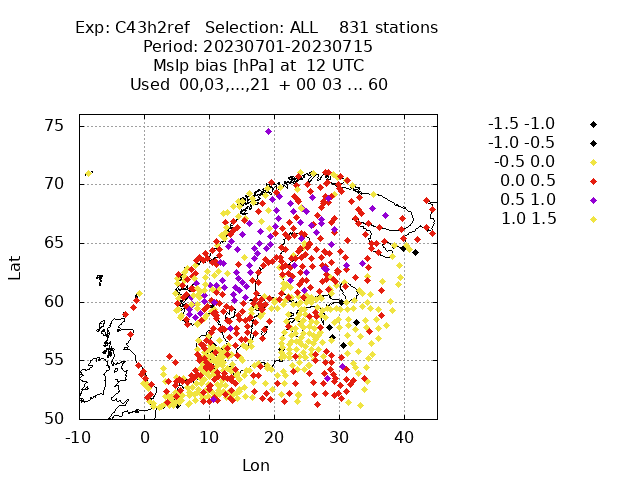 Exp: C43h2ref   Selection: ALL    831 stations
Period: 20230701-20230715
Mslp bias [hPa] at  12 UTC
Used  00,03,...,21  + 00 03 ... 60
-1.5 -1.0
-1.0 -0.5
-0.5 0.0
0.0 0.5
0.5 1.0
1.0 1.5
75
70
65
60
55
50
Lat
-10 0 10 20 30 40
Lon